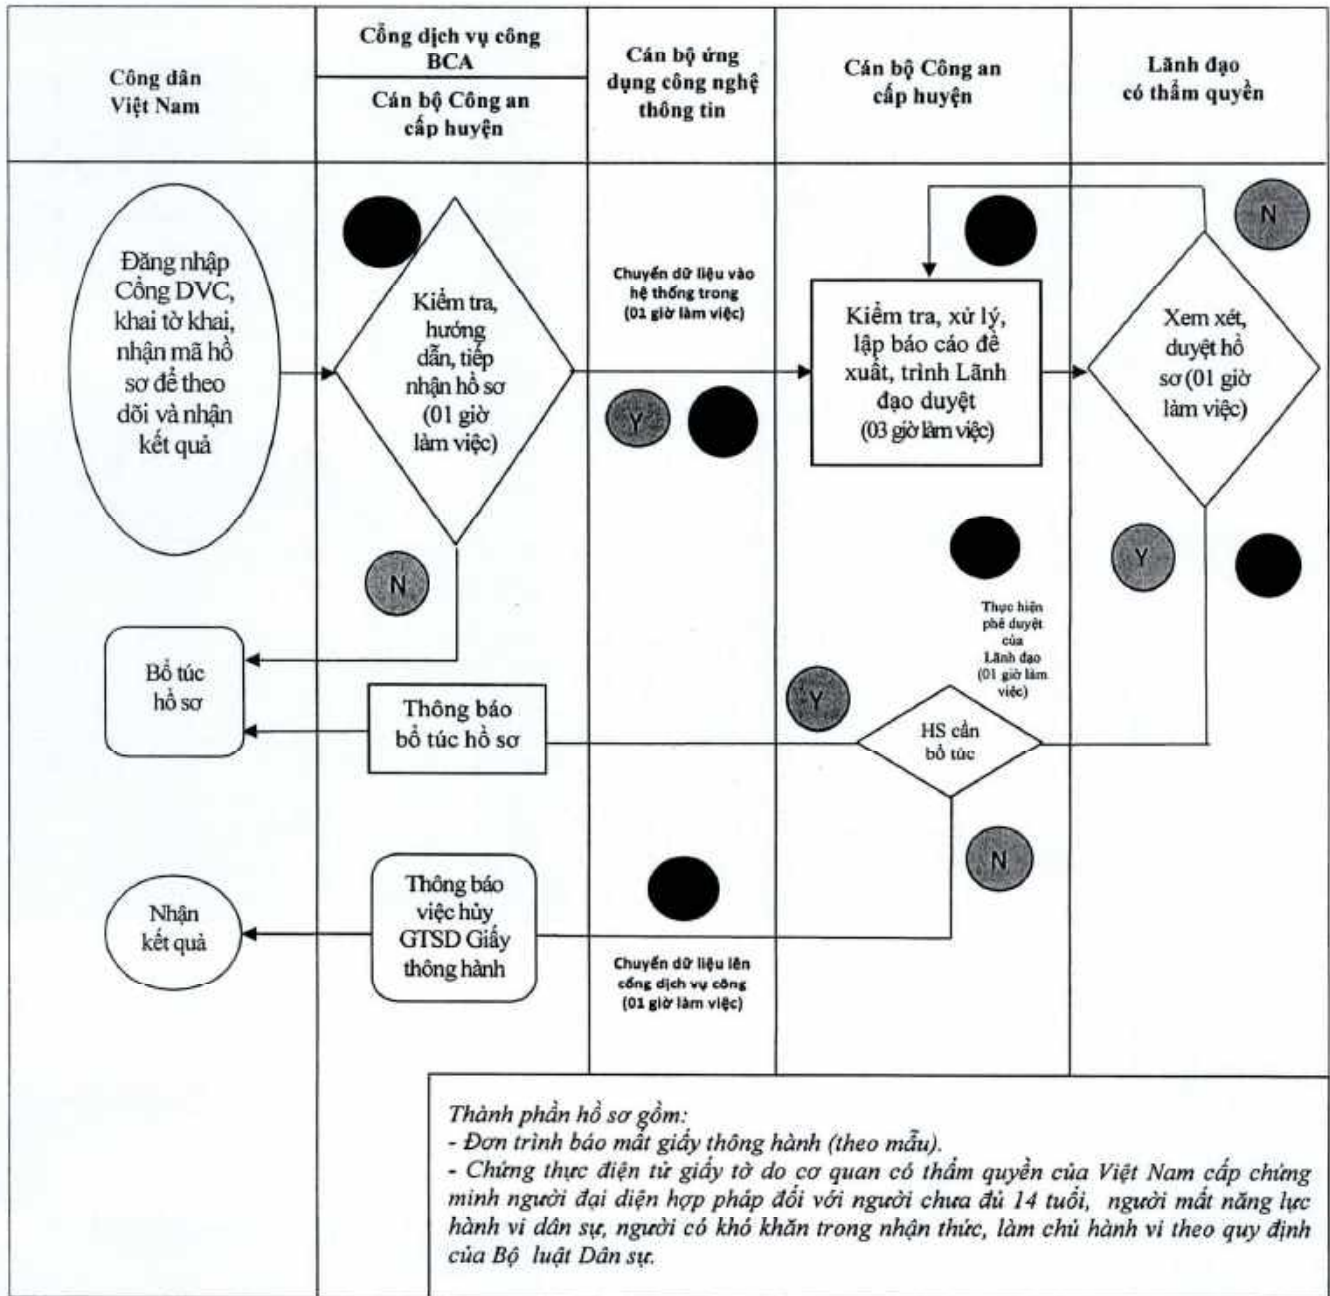 Công dân
Việt Nam
Cổng dịch vụ công
BCA
Cán bộ Công an
cấp huyện
Cán bộ ứng
dụng công nghệ
thông tin
Cán bộ Công an
cấp huyện
Lãnh đạo
có thẩm quyền
Đăng nhập
Cổng DVC,
khai tờ khai,
nhận mã hồ
sơ để theo
dõi và nhận
kết quả
Kiểm tra,
hướng
dẫn, tiếp
nhận hồ sơ
(01 giờ
làm việc)
Chuyển dữ liệu vào
hệ thống trong
(01 giờ làm việc)
Y
Kiểm tra, xử lý,
lập báo cáo đề
xuất, trình Lãnh
đạo duyệt
(03 giờ làm việc)
N
Xem xét,
duyệt hồ
sơ (01 giờ
làm việc)
N
Y
Thực hiện
phê duyệt
của
Lãnh đạo
(01 giờ làm
việc)
Bổ túc
hồ sơ
Thông báo
bổ túc hồ sơ
Y
HS cần
bổ túc
N
Nhận
kết quả
Thông báo
việc hủy
GTSD Giấy
thông hành
Chuyển dữ liệu lên
cổng dịch vụ công
(01 giờ làm việc)
Thành phần hồ sơ gồm:
- Đơn trình báo mất giấy thông hành (theo mẫu).
- Chứng thực điện tử giấy tờ do cơ quan có thẩm quyền của Việt Nam cấp chứng
minh người đại diện hợp pháp đối với người chưa đủ 14 tuổi, người mất năng lực
hành vi dân sự, người có khó khăn trong nhận thức, làm chủ hành vi theo quy định
của Bộ luật Dân sự.